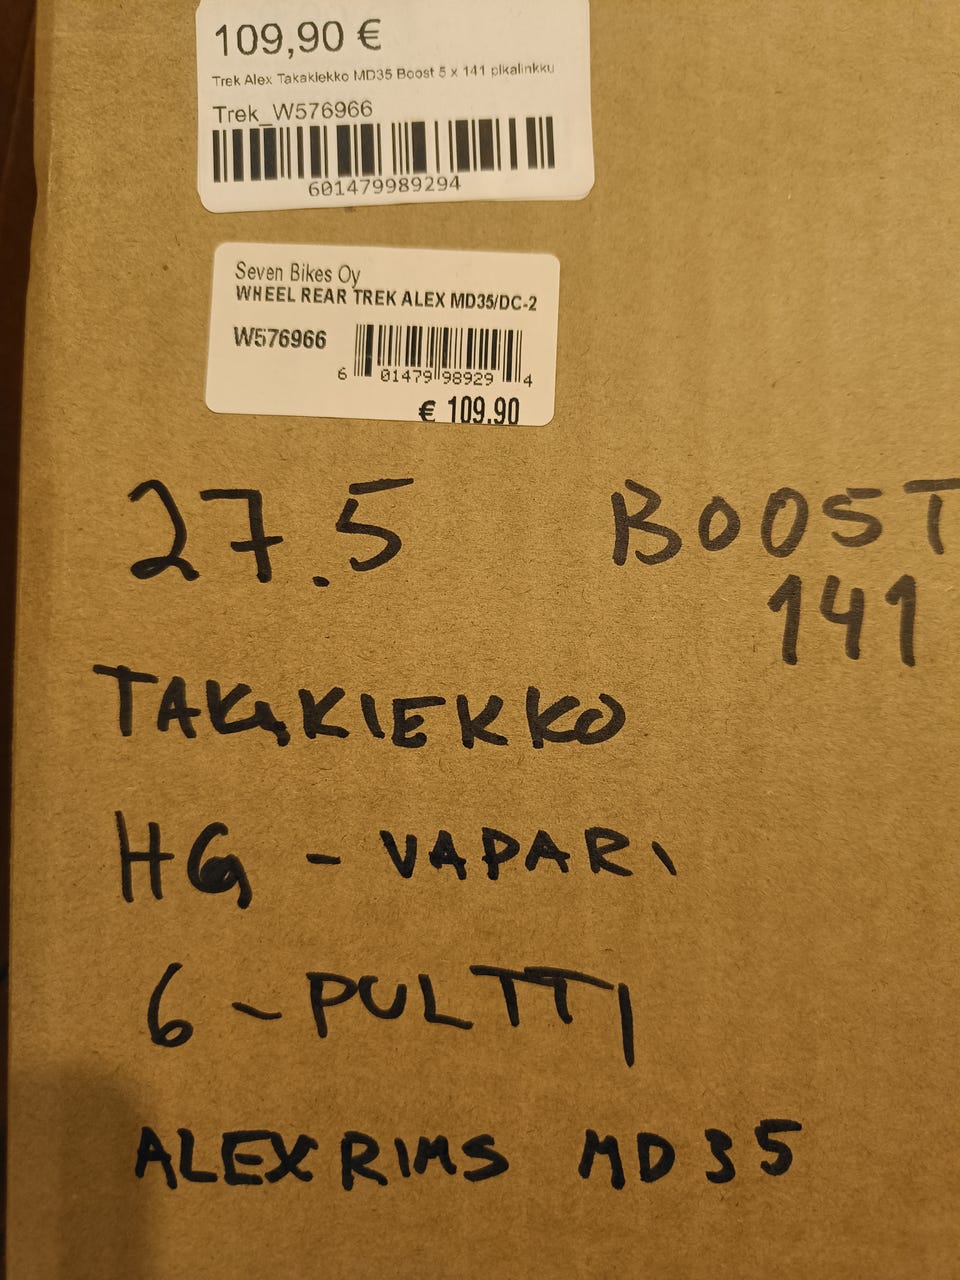 109,90 €
Trek Alex Takakiekko MD35 Boost 5 x 141 pikalinkku
Trek_W576966
601479989294
Seven Bikes Oy
WHEEL REAR TREK ALEX MD35/DC-2
W576966
6 01479 98929 4
€ 109.90
27.5 BOOST
141
TAKAKIEKKO
HG - VAPARI
6 - PULTTI
ALEXRIMS MD35